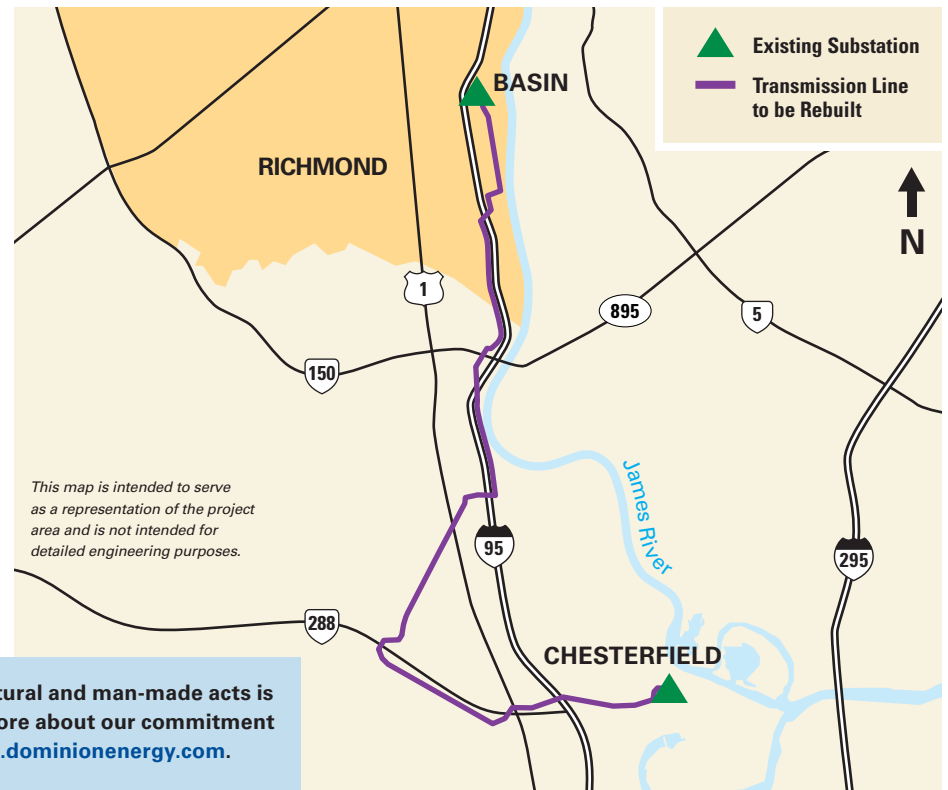 Existing Substation
Transmission Line
to be Rebuilt
BASIN
RICHMOND
N
1
895
5
150
This map is intended to serve
as a representation of the project
area and is not intended for
detailed engineering purposes.
James River
95
295
288
CHESTERFIELD
tural and man-made acts is
ore about our commitment
.dominionenergy.com.